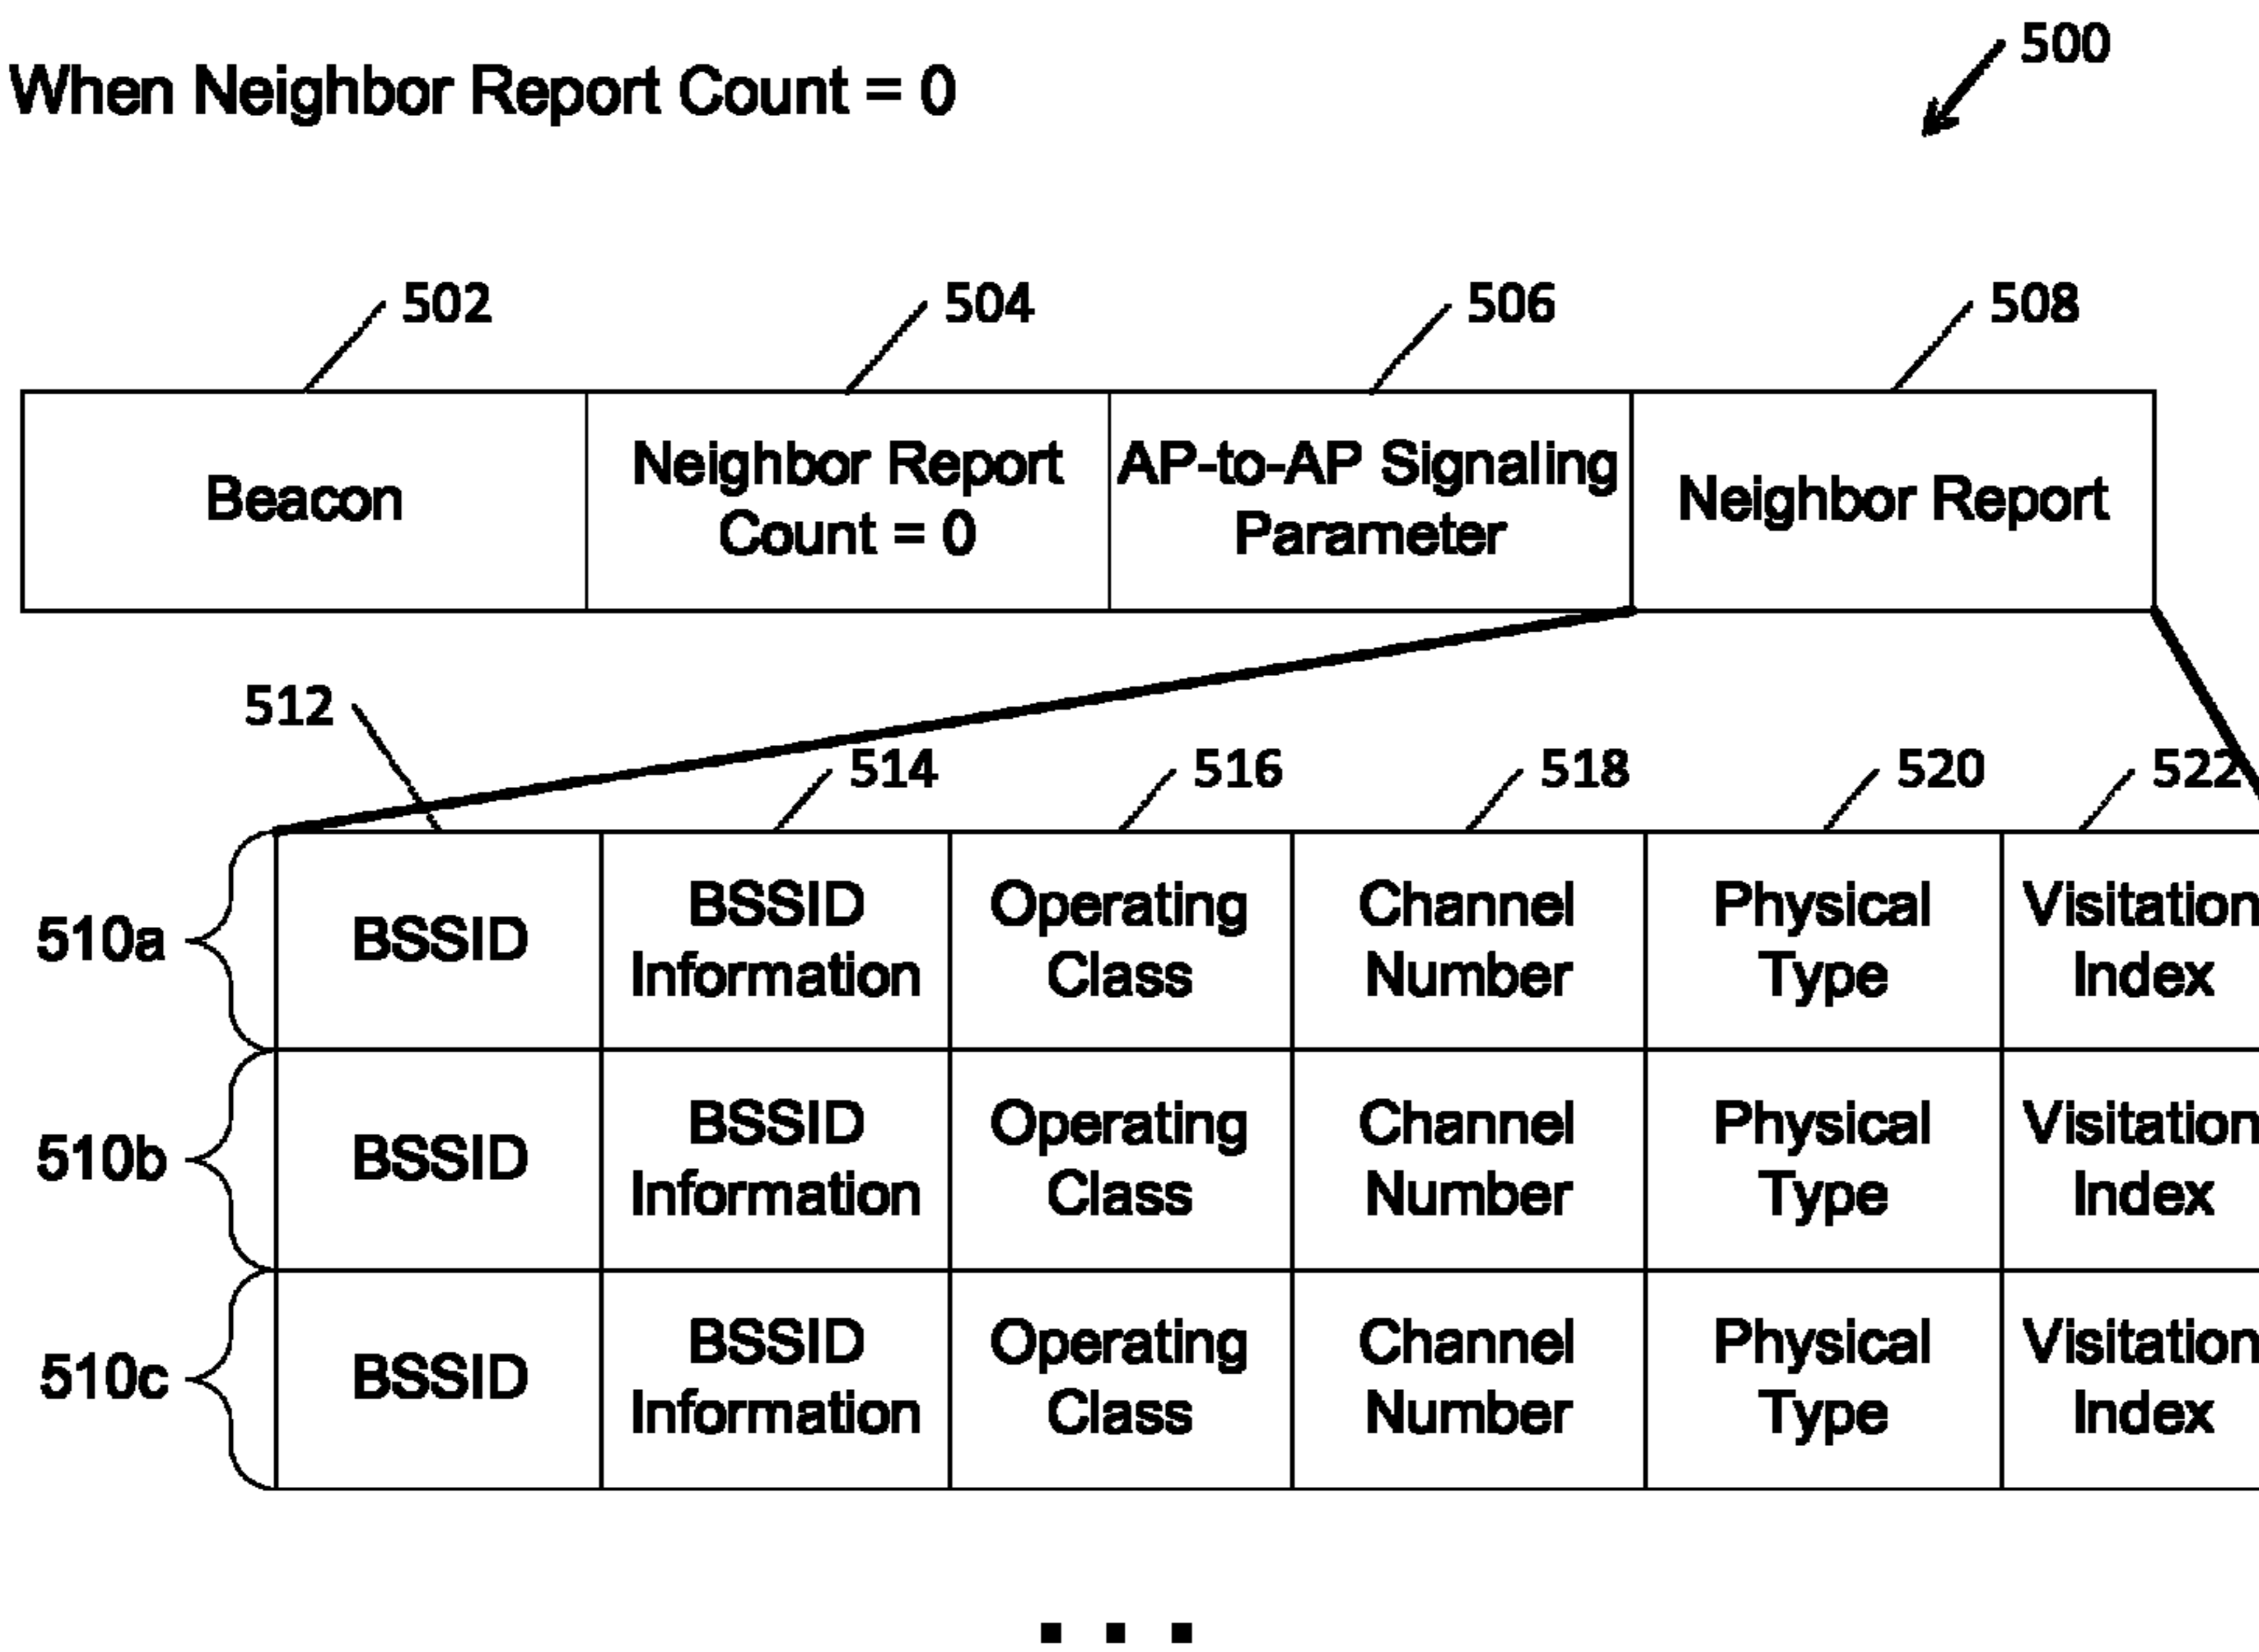 When Neighbor Report Count = 0
500
502
504
506
508
Beacon
Neighbor Report
Count = 0
AP-to-AP Signaling
Parameter
Neighbor Report
512
514
516
518
520
522
510a
BSSID
BSSID
Information
Operating
Class
Channel
Number
Physical
Type
Visitation
Index
510b
BSSID
BSSID
Information
Operating
Class
Channel
Number
Physical
Type
Visitation
Index
510c
BSSID
BSSID
Information
Operating
Class
Channel
Number
Physical
Type
Visitation
Index
. . .